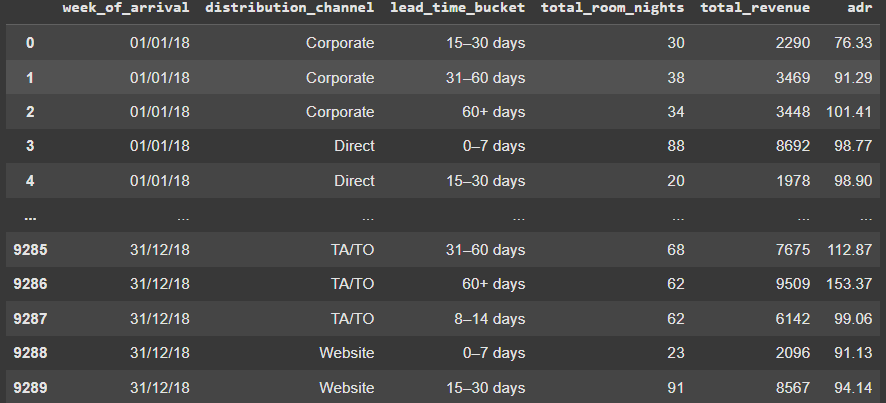 week_of_arrival distribution_channel lead_time_bucket total_room_nights total_revenue adr
0 01/01/18 Corporate 15–30 days 30 2290 76.33
1 01/01/18 Corporate 31–60 days 38 3469 91.29
2 01/01/18 Corporate 60+ days 34 3448 101.41
3 01/01/18 Direct 0–7 days 88 8692 98.77
4 01/01/18 Direct 15–30 days 20 1978 98.90
... ... ... ... ... ... ...
9285 31/12/18 TA/TO 31–60 days 68 7675 112.87
9286 31/12/18 TA/TO 60+ days 62 9509 153.37
9287 31/12/18 TA/TO 8–14 days 62 6142 99.06
9288 31/12/18 Website 0–7 days 23 2096 91.13
9289 31/12/18 Website 15–30 days 91 8567 94.14